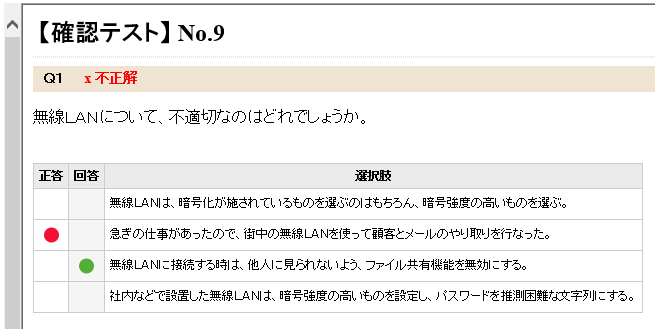 【確認テスト】 No.9
Q1 x 不正解
無線LANについて、不適切なのはどれでしょうか。
正答 回答 選択肢
無線LANは、暗号化が施されているものを選ぶのはもちろん、暗号強度の高いものを選ぶ。
急ぎの仕事があったので、街中の無線LANを使って顧客とメールのやり取りを行なった。
無線LANに接続する時は、他人に見られないよう、ファイル共有機能を無効にする。
社内などで設置した無線LANは、暗号強度の高いものを設定し、パスワードを推測困難な文字列にする。